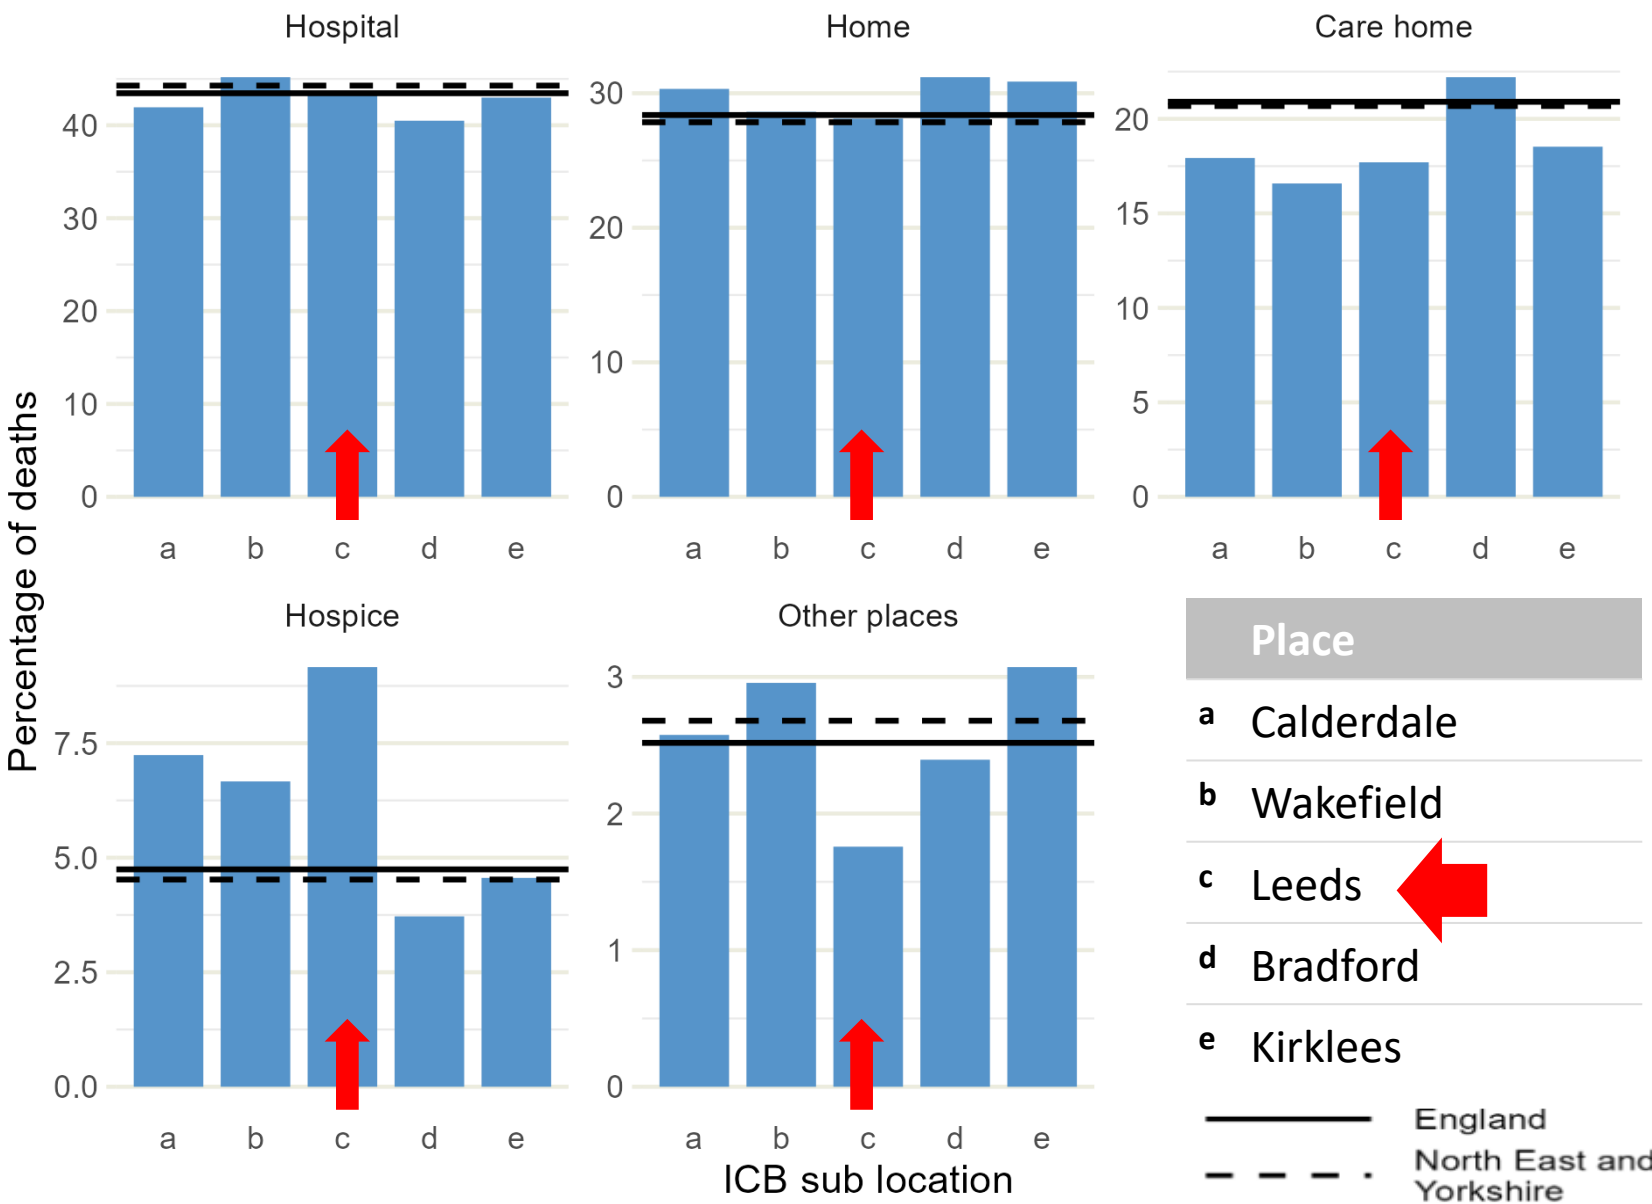 Hospital
Home
Care home
Percentage of deaths
40
30
20
10
0
30
20
10
0
20
15
10
5
0
a b c d e
a b c d e
a b c d e
Hospice
Other places
7.5
5.0
2.5
0.0
3
2
1
0
a b c d e
a b c d e
ICB sub location
Place
a Calderdale
b Wakefield
c Leeds
d Bradford
e Kirklees
England
North East and
Yorkshire